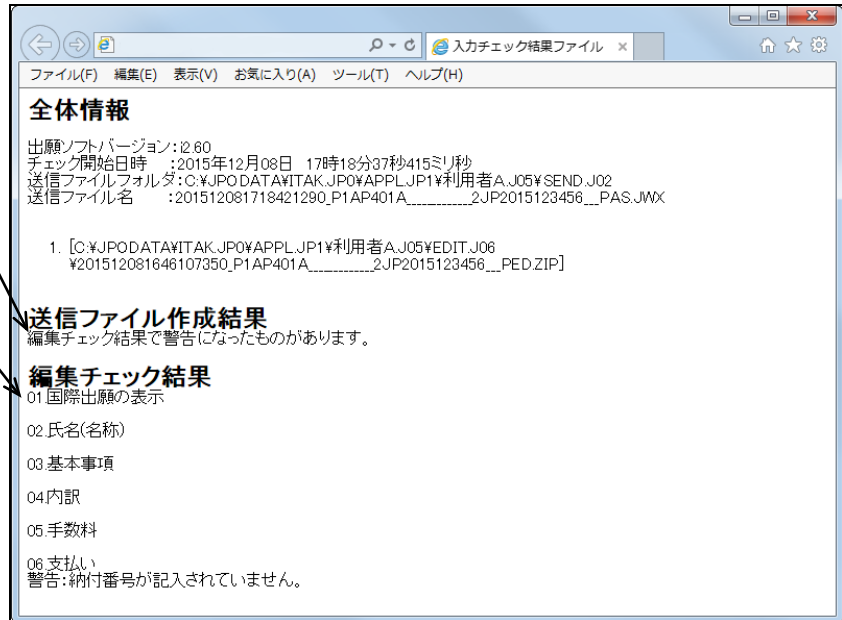 入力チェック結果ファイル
ファイル(F) 編集(E) 表示(V) お気に入り(A) ツール(T) ヘルプ(H)
全体情報
出願ソフトバージョン:i2.60
チェック開始日時 :2015年12月08日 17時18分37秒415ミリ秒
送信ファイルフォルダ:C:¥JPODATA¥ITAK.JP0¥APPL.JP1¥利用者A.J05¥SEND.J02
送信ファイル名 :201512081718421290_P1AP401A____________2JP2015123456___PAS.JWX
1. [C:¥JPODATA¥ITAK.JP0¥APPL.JP1¥利用者A.J05¥EDIT.J06
¥201512081646107350_P1AP401A____________2JP2015123456___PED.ZIP]
送信ファイル作成結果
編集チェック結果で警告になったものがあります。
編集チェック結果
01.国際出願の表示
02.氏名(名称)
03.基本事項
04.内訳
05.手数料
06.支払い
警告:納付番号が記入されていません。